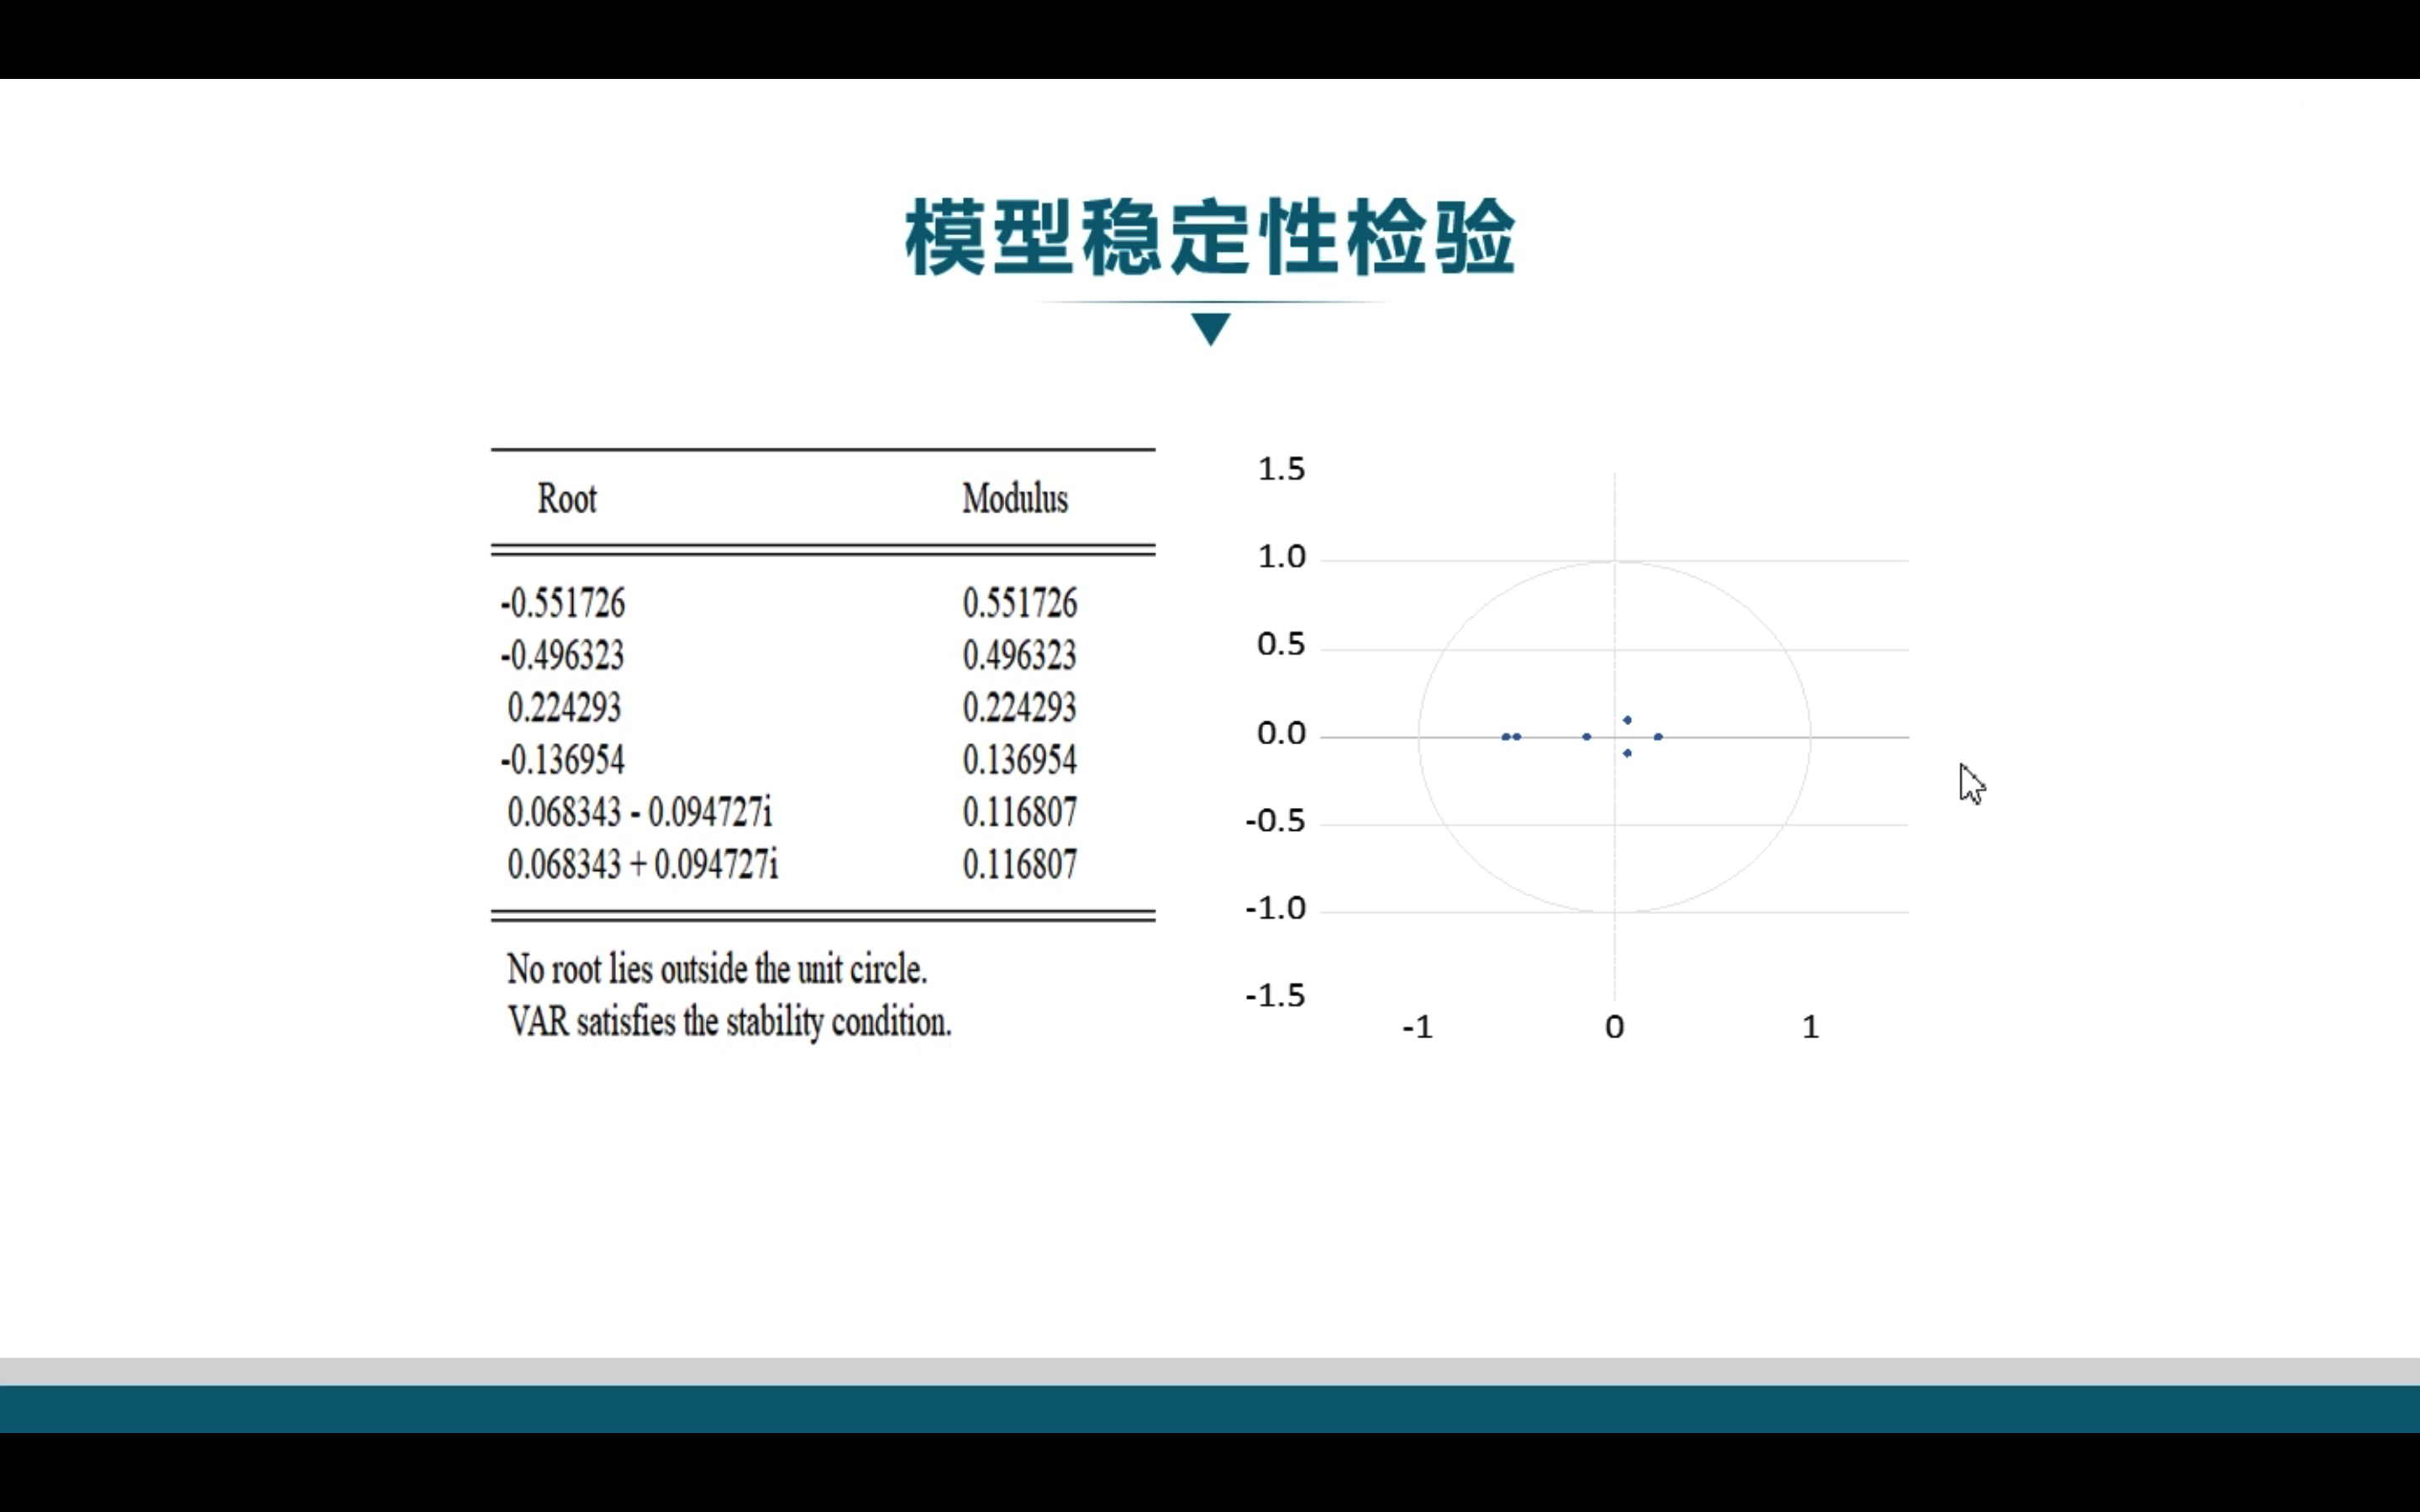 模型稳定性检验
Root Modulus
-0.551726 0.551726
-0.496323 0.496323
0.224293 0.224293
-0.136954 0.136954
0.068343 - 0.094727i 0.116807
0.068343 + 0.094727i 0.116807
No root lies outside the unit circle.
VAR satisfies the stability condition.
1.5
1.0
0.5
0.0
-0.5
-1.0
-1.5
-1 0 1